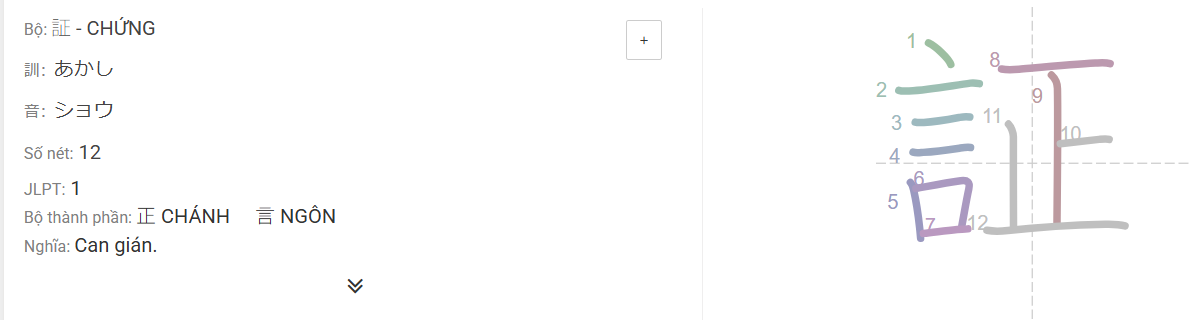 Bộ: 証 - CHỨNG
+
訓: あかし
音: ショウ
Số nét: 12
JLPT: 1
Bộ thành phần: 正 CHÁNH 言 NGÔN
Nghĩa: Can gián.
証
1
2
3
4
5
6
7
8
9
10
11
12